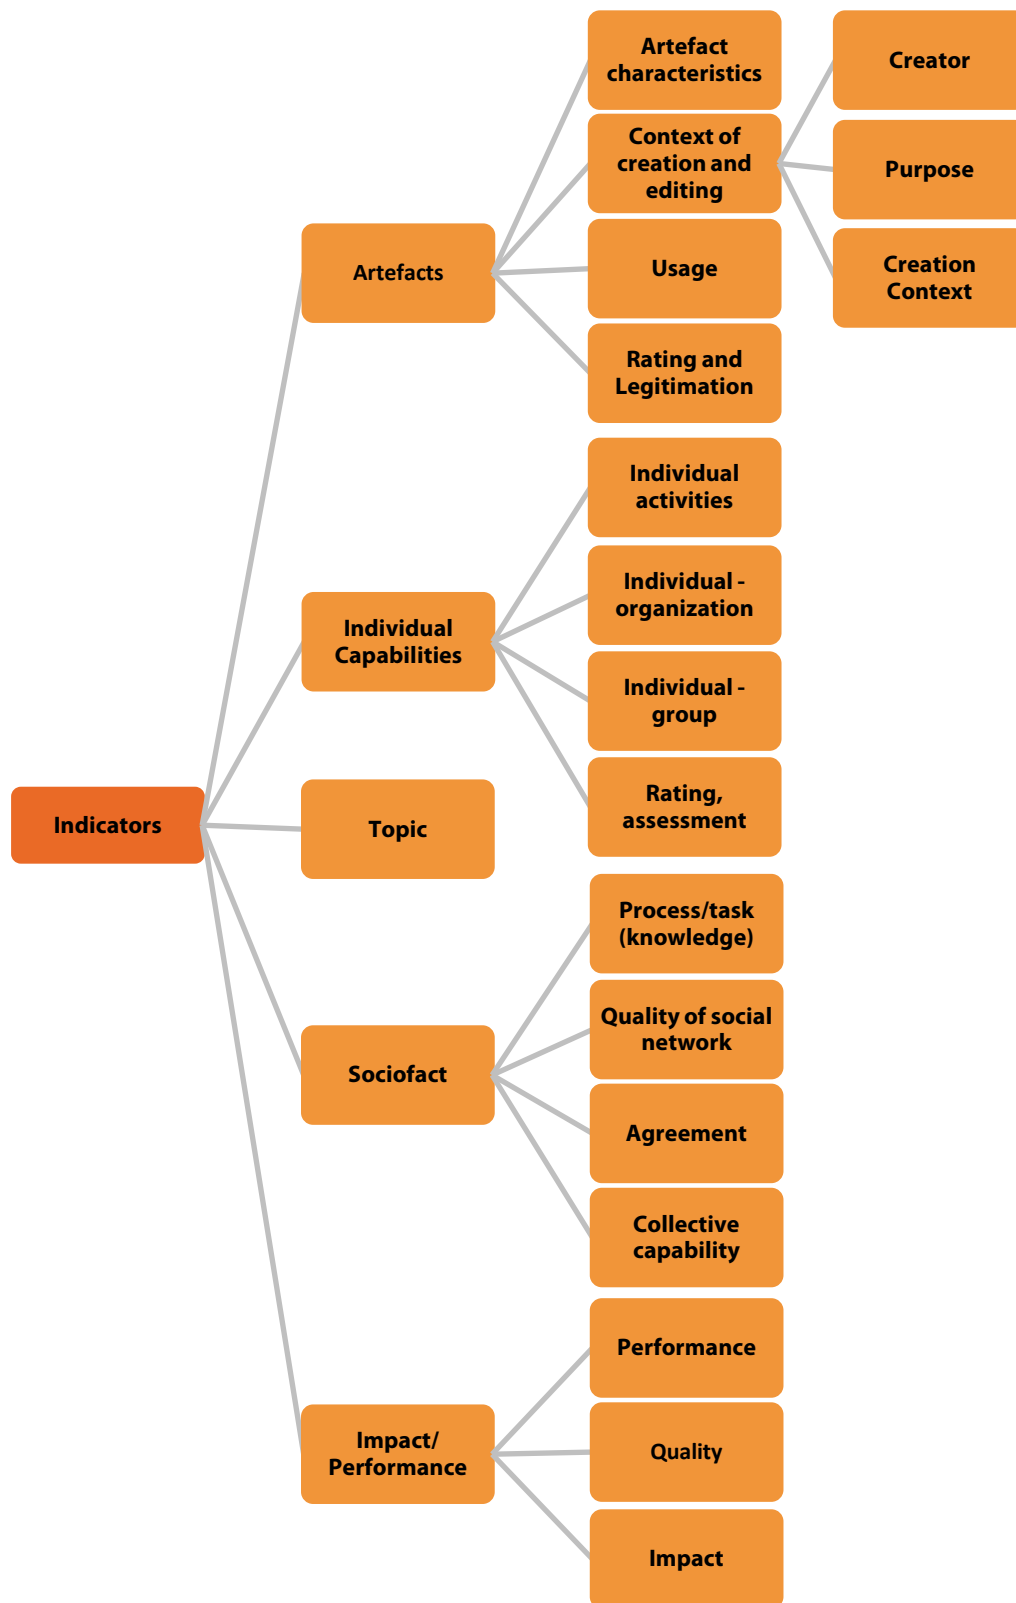 Indicators
Artefacts
Artefact
characteristics
Context of
creation and
editing
Creator
Purpose
Creation
Context
Usage
Rating and
Legitimation
Individual
Capabilities
Individual
activities
Individual -
organization
Individual -
group
Rating,
assessment
Topic
Sociofact
Process/task
(knowledge)
Quality of social
network
Agreement
Collective
capability
Impact/
Performance
Performance
Quality
Impact